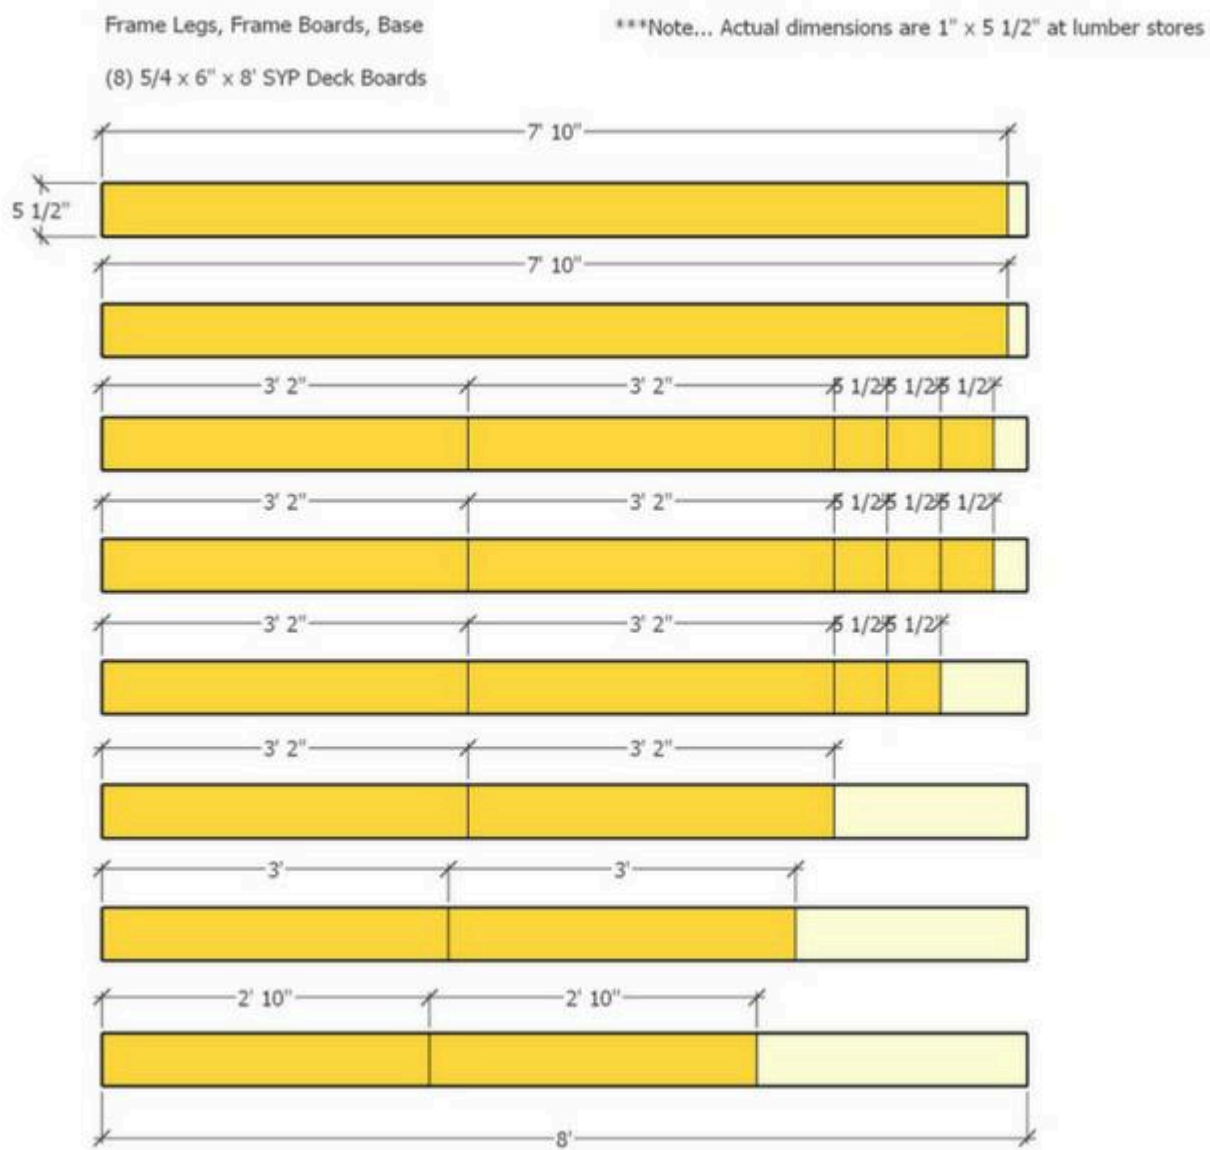 Frame Legs, Frame Boards, Base
***Note... Actual dimensions are 1" x 5 1/2" at lumber stores
(8) 5/4 x 6" x 8' SYP Deck Boards
7' 10"
5 1/2"
7' 10"
3' 2" 3' 2" 5 1/2" 5 1/2" 5 1/2"
3' 2" 3' 2" 5 1/2" 5 1/2" 5 1/2"
3' 2" 3' 2" 5 1/2" 5 1/2"
3' 2" 3' 2"
3' 3'
2' 10" 2' 10"
8'